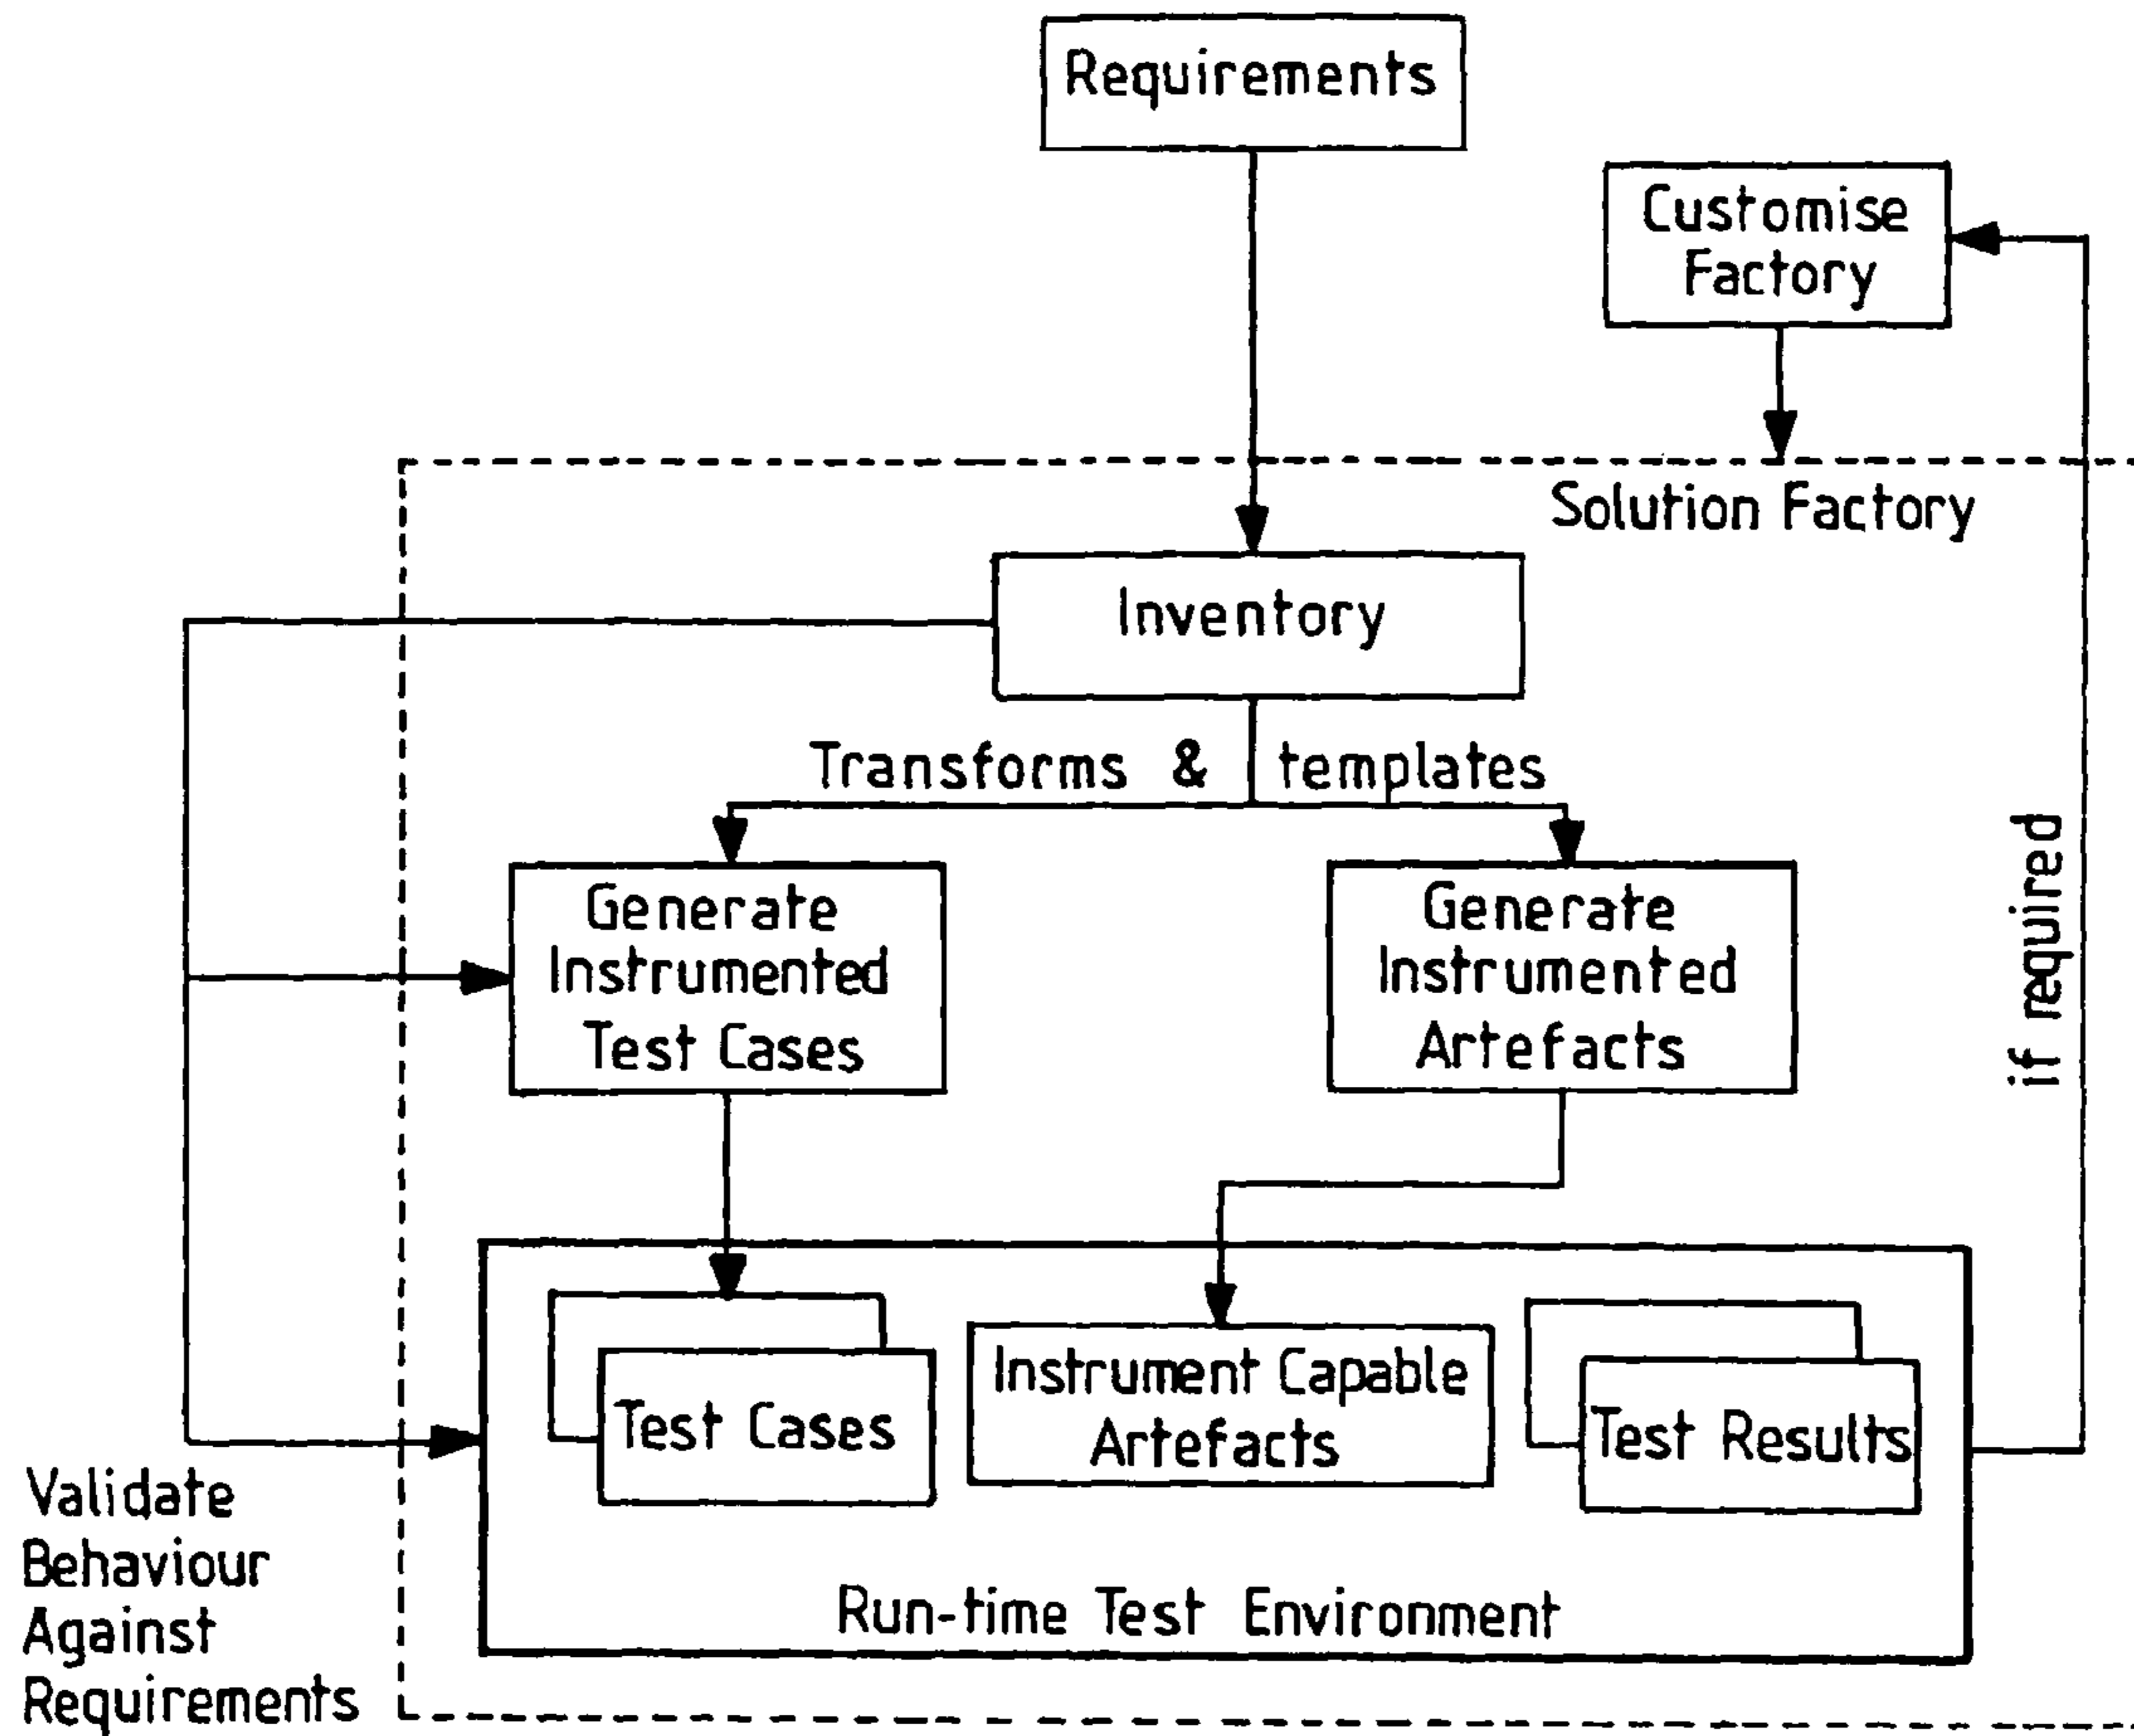 Requirements
Customise
Factory
Solution Factory
Inventory
Transforms & templates
Generate
Instrumented
Test Cases
Generate
Instrumented
Artefacts
if required
Test Cases
Instrument Capable
Artefacts
Test Results
Run-time Test Environment
Validate
Behaviour
Against
Requirements